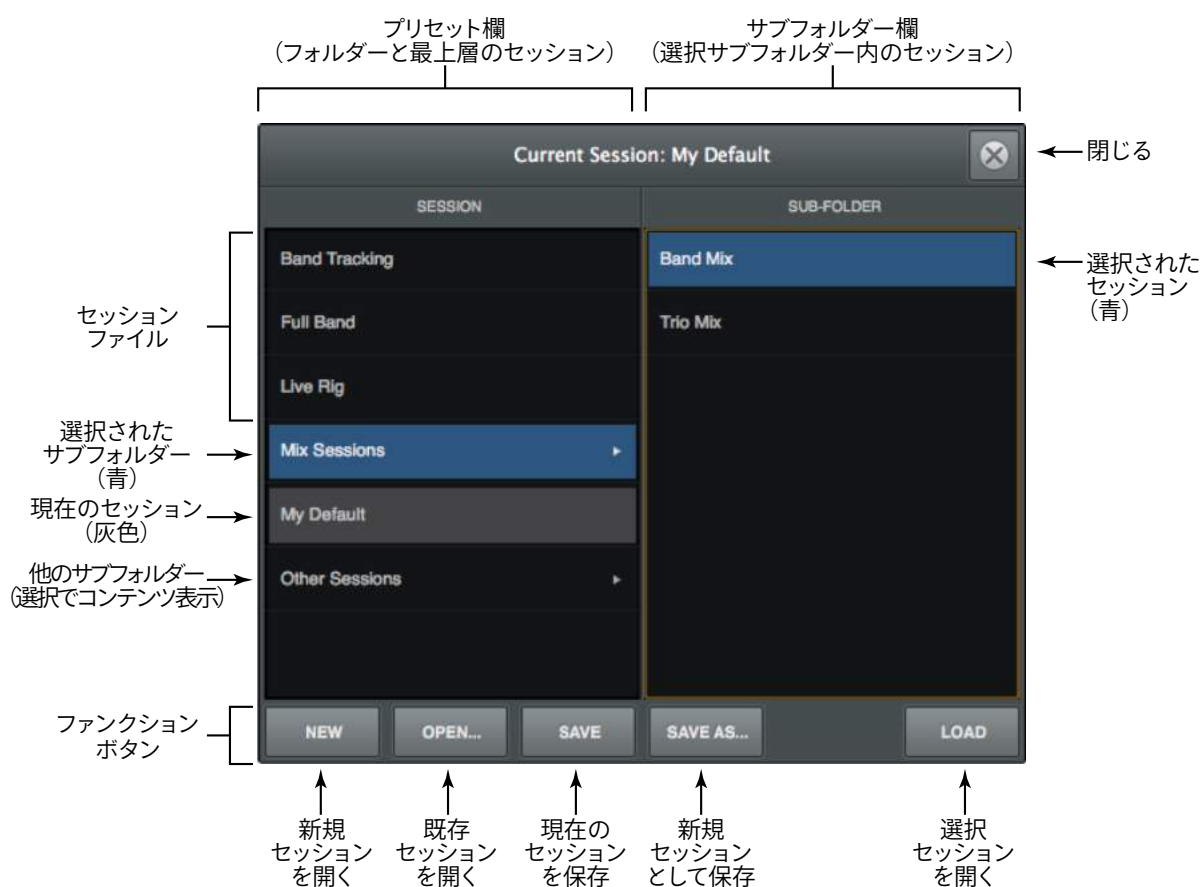 プリセット欄
（フォルダーと最上層のセッション）
サブフォルダー欄
（選択サブフォルダー内のセッション）
Current Session: My Default
閉じる
SESSION
SUB-FOLDER
Band Tracking
Full Band
Live Rig
Mix Sessions
My Default
Other Sessions
Band Mix
Trio Mix
セッション
ファイル
選択された
サブフォルダー
（青）
現在のセッション
（灰色）
他のサブフォルダー
（選択でコンテンツ表示）
選択された
セッション
（青）
ファンクション
ボタン
NEW
OPEN...
SAVE
SAVE AS...
LOAD
新規
セッション
を開く
既存
セッション
を開く
現在の
セッション
を保存
新規
セッション
として保存
選択
セッション
を開く